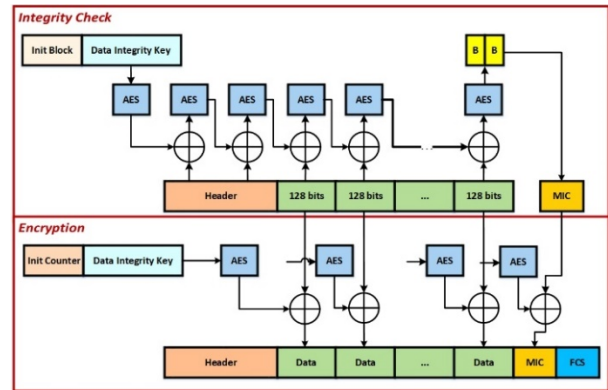 Integrity Check
Init Block Data Integrity Key
B B
AES AES AES AES AES AES
...
Header 128 bits 128 bits ... 128 bits MIC
Encryption
Init Counter Data Integrity Key AES AES AES AES
Header Data Data ... Data MIC FCS